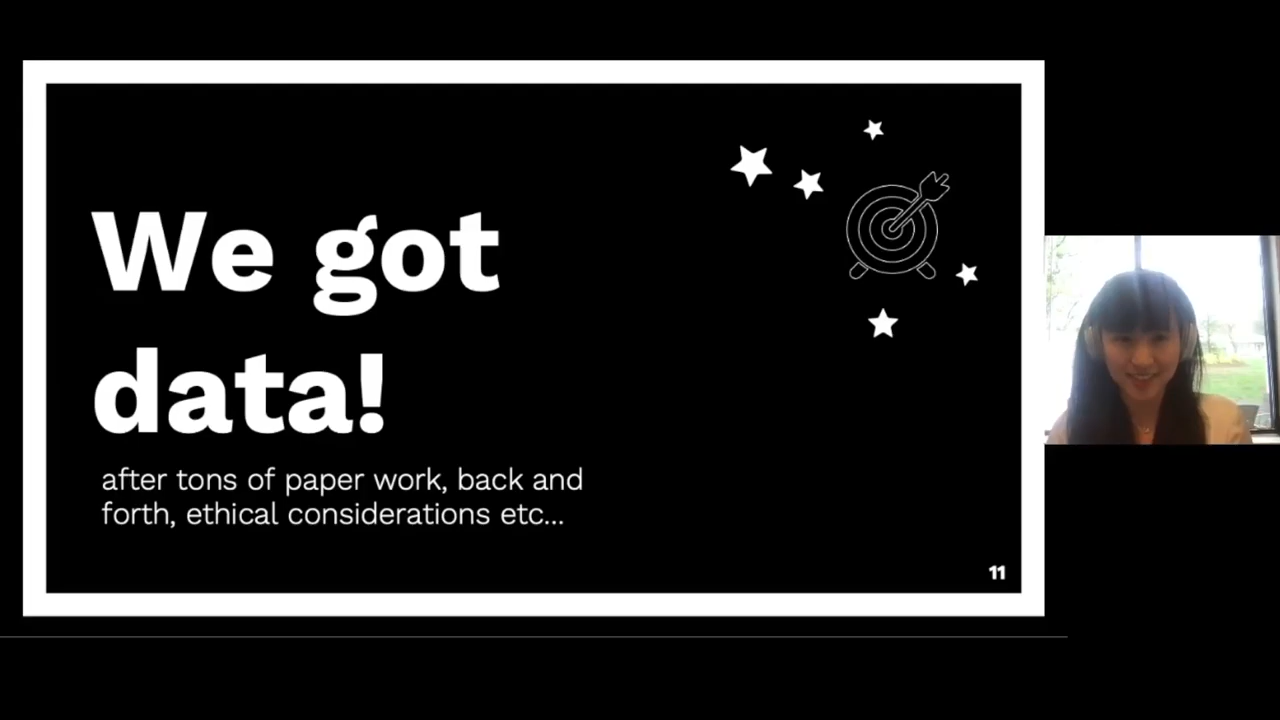 We got
data!
after tons of paper work, back and
forth, ethical considerations etc...
11